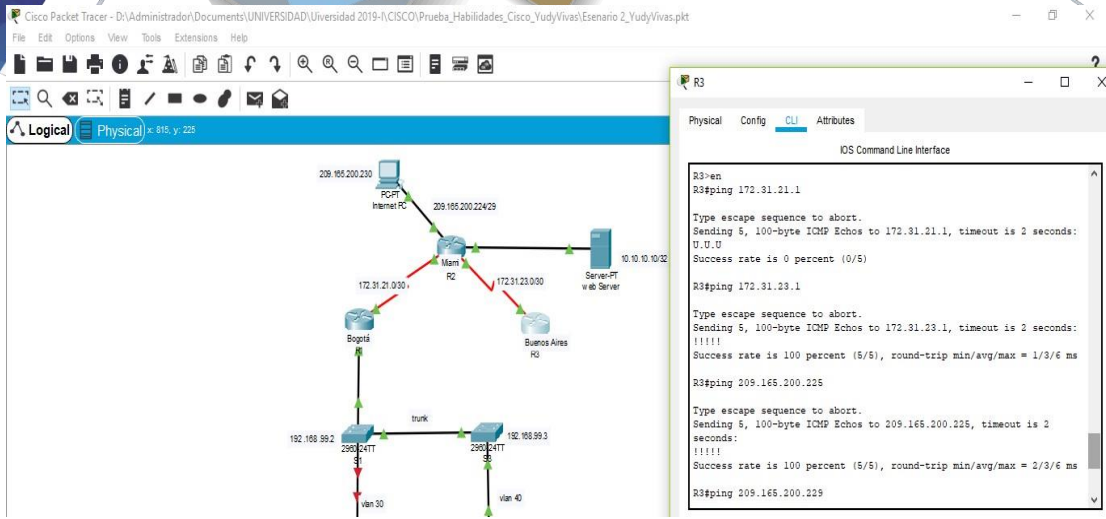 Cisco Packet Tracer - D:\Administrador\Documents\UNIVERSIDAD\Uiversidad 2019-I\CISCO\Prueba_Habilidades_Cisco_YudyVivas\Esenario 2_YudyVivas.pkt
File Edit Options View Tools Extensions Help
Logical
Physical
x: 815, y: 225
209.165.200.230
PC-PT
Internet PC
209.165.200.224/29
Miami
R2
10.10.10.10/32
Server-PT
web Server
172.31.21.0/30
172.31.23.0/30
Bogotá
R1
Buenos Aires
R3
trunk
192.168.99.2
2960-24TT
S1
192.168.99.3
2960-24TT
S3
vlan 30
vlan 40
R3
Physical Config CLI Attributes
IOS Command Line Interface
R3>en
R3#ping 172.31.21.1
Type escape sequence to abort.
Sending 5, 100-byte ICMP Echos to 172.31.21.1, timeout is 2 seconds:
U.U.U
Success rate is 0 percent (0/5)
R3#ping 172.31.23.1
Type escape sequence to abort.
Sending 5, 100-byte ICMP Echos to 172.31.23.1, timeout is 2 seconds:
!!!!!
Success rate is 100 percent (5/5), round-trip min/avg/max = 1/3/6 ms
R3#ping 209.165.200.225
Type escape sequence to abort.
Sending 5, 100-byte ICMP Echos to 209.165.200.225, timeout is 2
seconds:
!!!!!
Success rate is 100 percent (5/5), round-trip min/avg/max = 2/3/6 ms
R3#ping 209.165.200.229